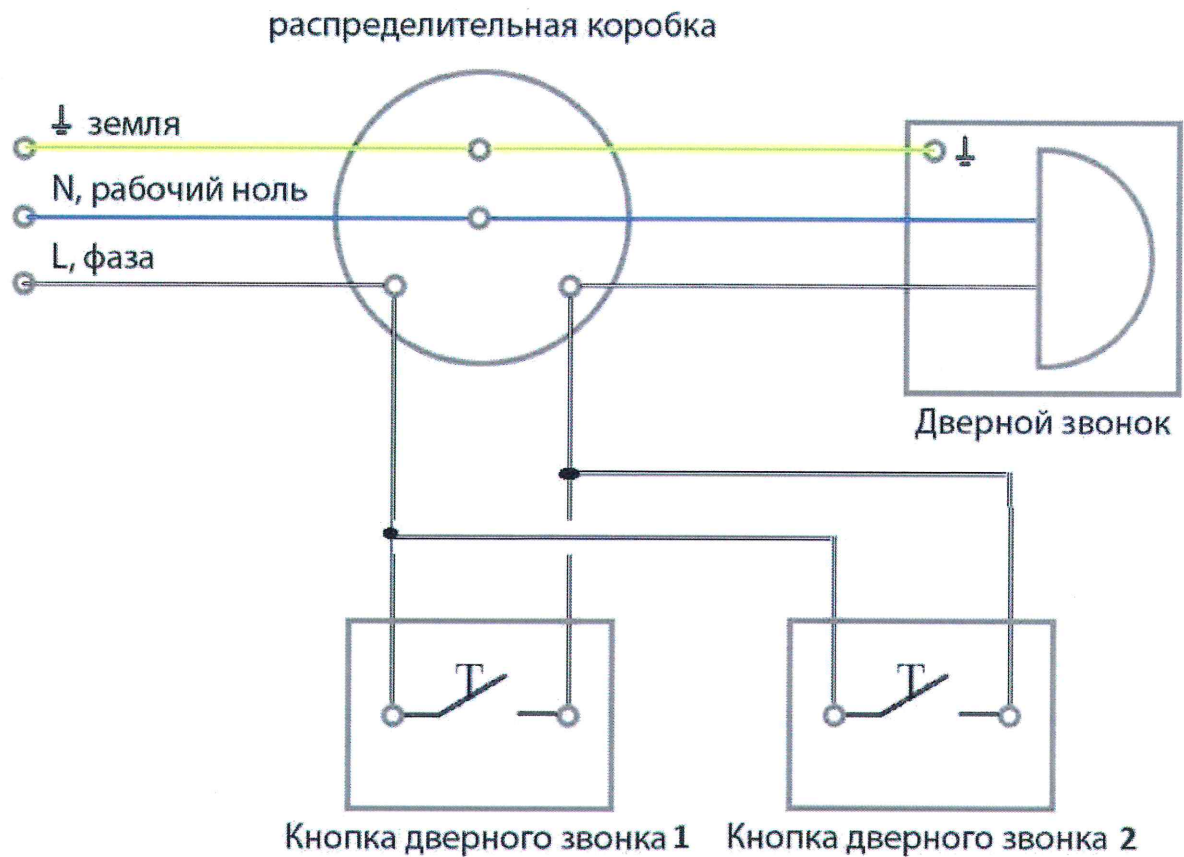 распределительная коробка
земля
N, рабочий ноль
L, фаза
Дверной звонок
Кнопка дверного звонка 1
Кнопка дверного звонка 2